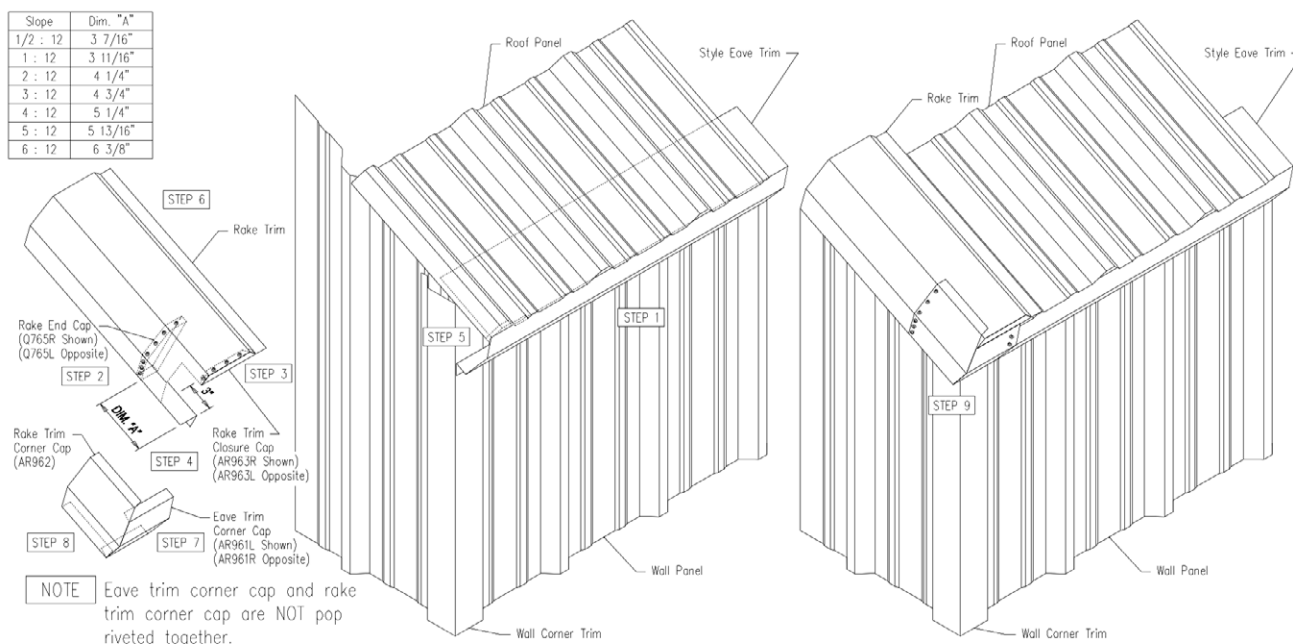 Slope Dim. "A"
1/2 : 12 3 7/16"
1 : 12 3 11/16"
2 : 12 4 1/4"
3 : 12 4 3/4"
4 : 12 5 1/4"
5 : 12 5 13/16"
6 : 12 6 3/8"
STEP 6
Rake Trim
Rake End Cap
(Q765R Shown)
(Q765L Opposite)
STEP 2
STEP 3
3"
DIM. "A"
Rake Trim
Corner Cap
(AR962)
STEP 4
Rake Trim
Closure Cap
(AR963R Shown)
(AR963L Opposite)
Eave Trim
Corner Cap
(AR961L Shown)
(AR961R Opposite)
STEP 8
STEP 7
NOTE
Eave trim corner cap and rake
trim corner cap are NOT pop
riveted together.
Roof Panel
Style Eave Trim
STEP 1
STEP 5
Wall Panel
Wall Corner Trim
Roof Panel
Style Eave Trim
Rake Trim
STEP 9
Wall Panel
Wall Corner Trim